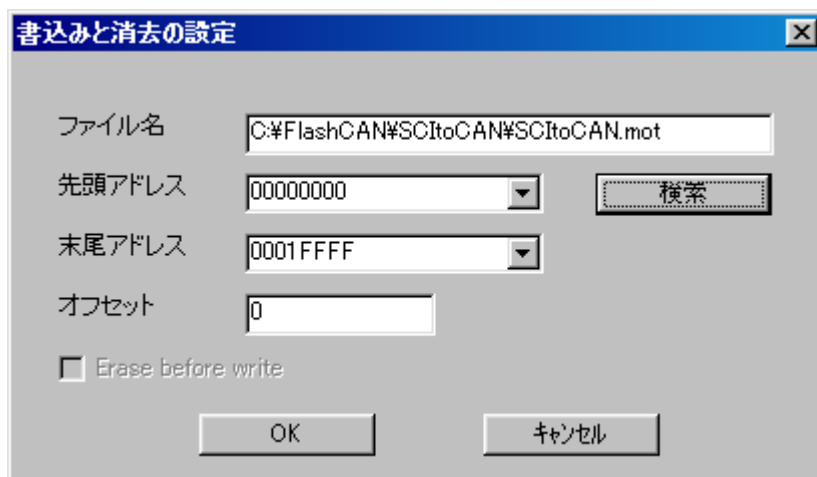 書込みと消去の設定
ファイル名 C:¥FlashCAN¥SCItoCAN¥SCItoCAN.mot
先頭アドレス 00000000 検索
末尾アドレス 0001FFFF
オフセット 0
Erase before write
OK キャンセル